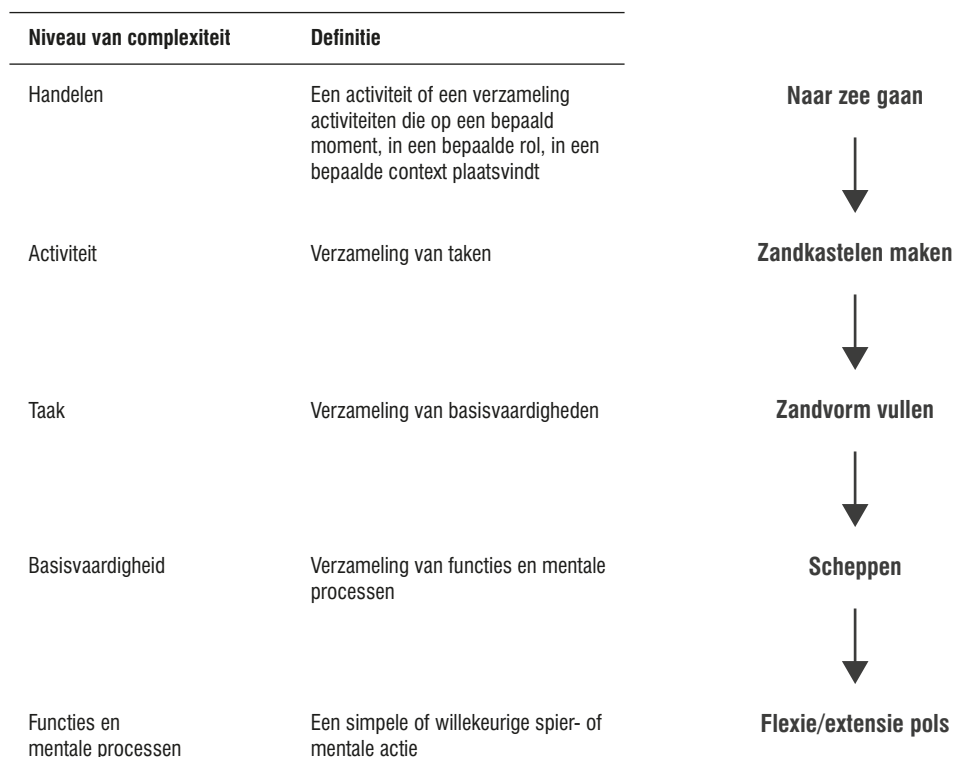 Niveau van complexiteit Definitie
Handelen Een activiteit of een verzameling Naar zee gaan
activiteiten die op een bepaald
moment, in een bepaalde rol, in een
bepaalde context plaatsvindt
Activiteit Verzameling van taken Zandkastelen maken
Taak Verzameling van basisvaardigheden Zandvorm vullen
Basisvaardigheid Verzameling van functies en mentale Scheppen
processen
Functies en Een simpele of willekeurige spier- of Flexie/extensie pols
mentale processen mentale actie